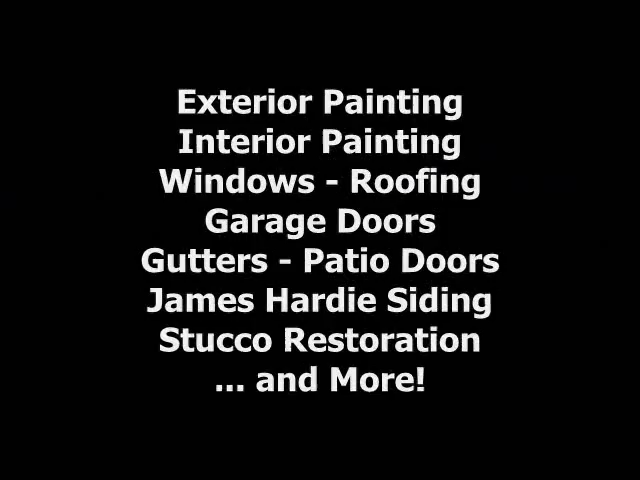 Exterior Painting
Interior Painting
Windows - Roofing
Garage Doors
Gutters - Patio Doors
James Hardie Siding
Stucco Restoration
... and More!